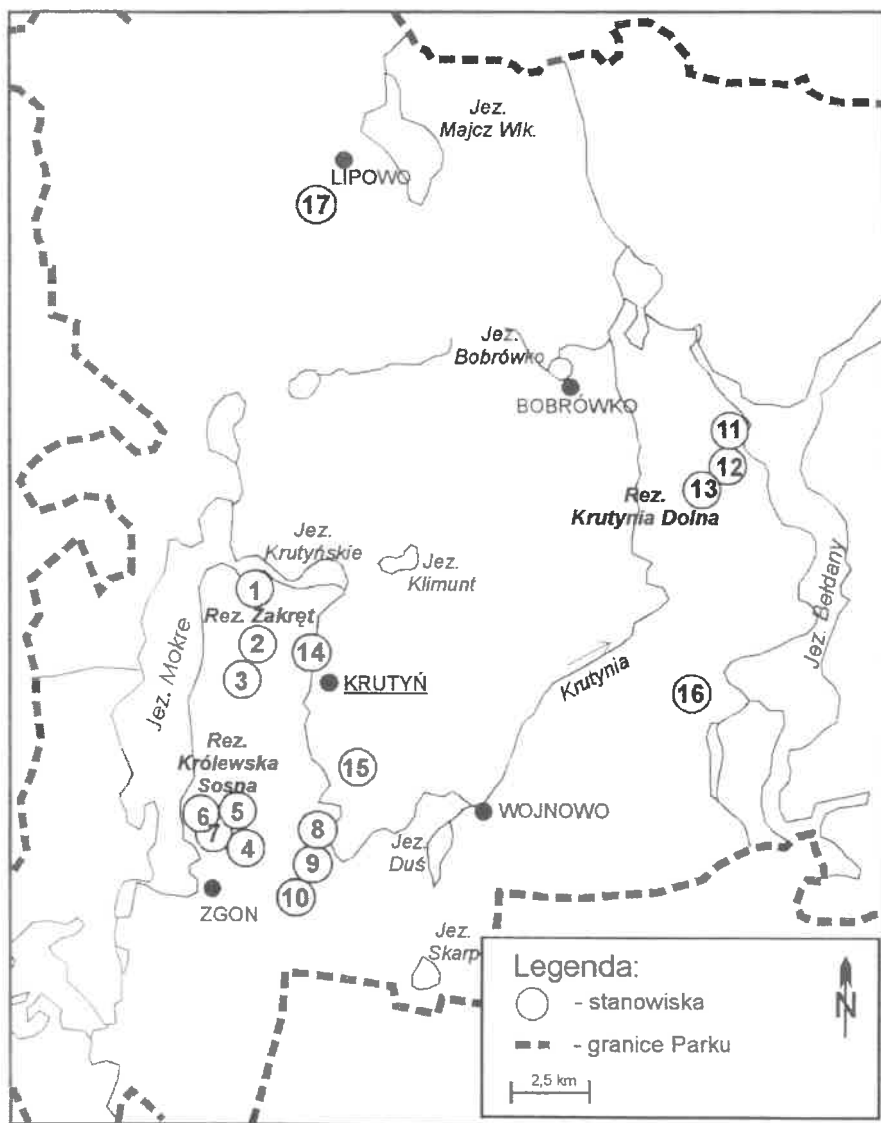 Jez.
Majcz Wlk.
LIPOWO
17
Jez.
Bobrówko
BOBRÓWKO
11
12
13
Rez.
Krutynia Dolna
Jez.
Krutyńskie
Jez.
Klimunt
1
Rez. Zakręt
2
14
3
KRUTYŃ
Jez. Mokre
Krutynia
Jez. Bełdany
16
Rez.
Królewska
Sosna
15
6
5
7
4
8
9
10
WOJNOWO
Jez.
Duś
ZGON
Jez.
Skarp
Legenda:
- stanowiska
- granice Parku
2,5 km
N